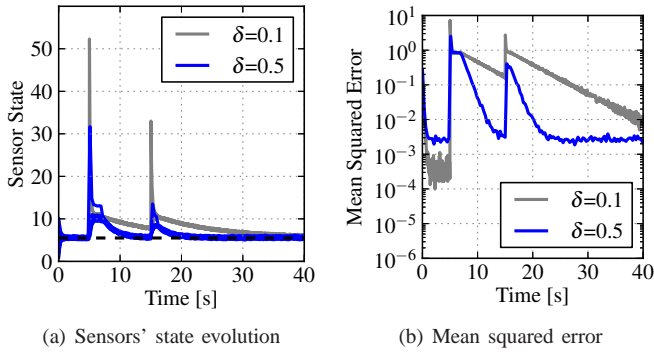 50
40
30
20
10
0
0
10
20
30
40
Sensor State
Time [s]
δ=0.1
δ=0.5
(a) Sensors' state evolution
10^1
10^0
10^-1
10^-2
10^-3
10^-4
10^-5
10^-6
0
10
20
30
40
Mean Squared Error
Time [s]
δ=0.1
δ=0.5
(b) Mean squared error